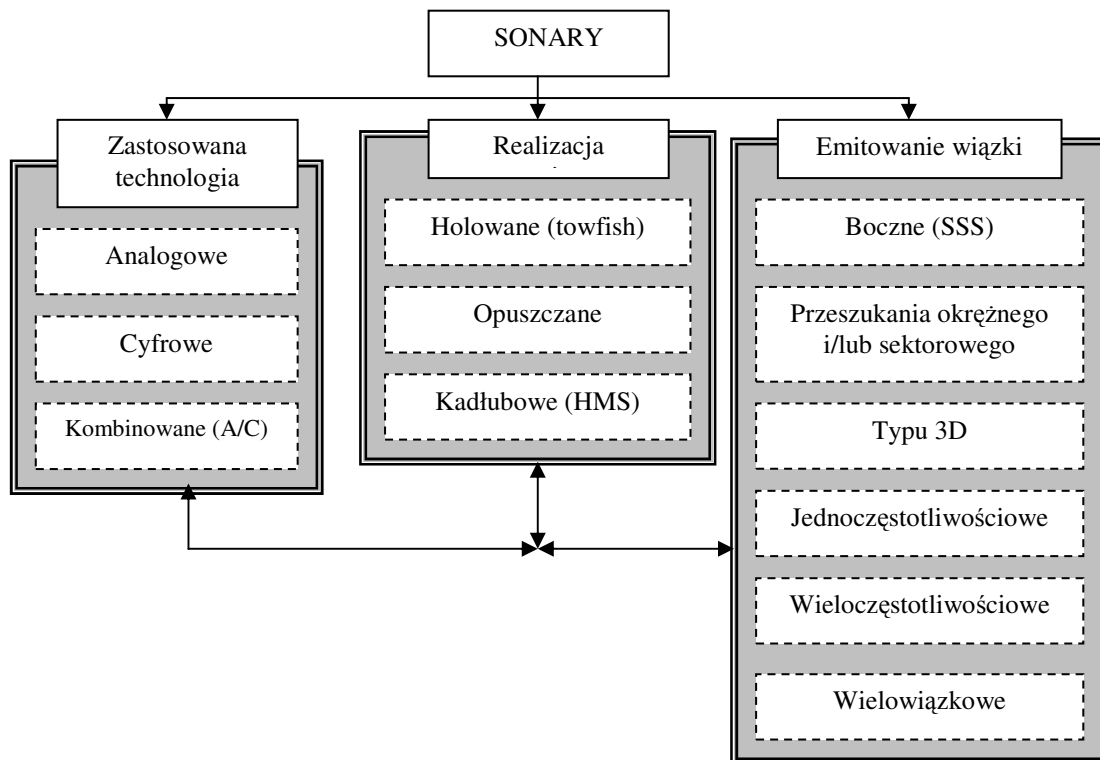 SONARY
Zastosowana
technologia
Analogowe
Cyfrowe
Kombinowane (A/C)
Realizacja
Holowane (towfish)
Opuszczane
Kadłubowe (HMS)
Emitowanie wiązki
Boczne (SSS)
Przeszukania okrężnego
i/lub sektorowego
Typu 3D
Jednoczęstotliwościowe
Wieloczęstotliwościowe
Wielowiązkowe